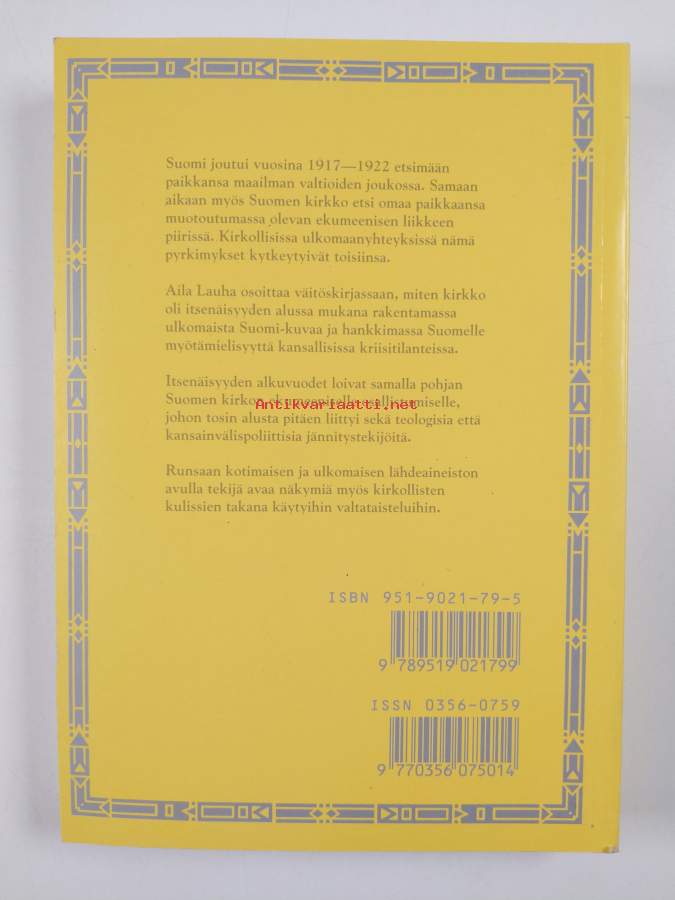 Suomi joutui vuosina 1917—1922 etsimään
paikkansa maailman valtioiden joukossa. Samaan
aikaan myös Suomen kirkko etsi omaa paikkaansa
muotoutumassa olevan ekumeenisen liikkeen
piirissä. Kirkollisissa ulkomaanyhteyksissä nämä
pyrkimykset kytkeytyivät toisiinsa.
Aila Lauha osoittaa väitöskirjassaan, miten kirkko
oli itsenäisyyden alussa mukana rakentamassa
ulkomaista Suomi-kuvaa ja hankkimassa Suomelle
myötämielisyyttä kansallisissa kriisitilanteissa.
Itsenäisyyden alkuvuodet loivat samalla pohjan
Suomen kirkon ekumeeniselle osallistumiselle,
Antikvariaatti.net
johon tosin alusta pitäen liittyi sekä teologisia että
kansainvälispoliittisia jännitystekijöitä.
Runsaan kotimaisen ja ulkomaisen lähdeaineiston
avulla tekijä avaa näkymiä myös kirkollisten
kulissien takana käytyihin valtataisteluihin.
ISBN 951-9021-79-5
9 789519 021799
ISSN 0356-0759
9 770356 075014